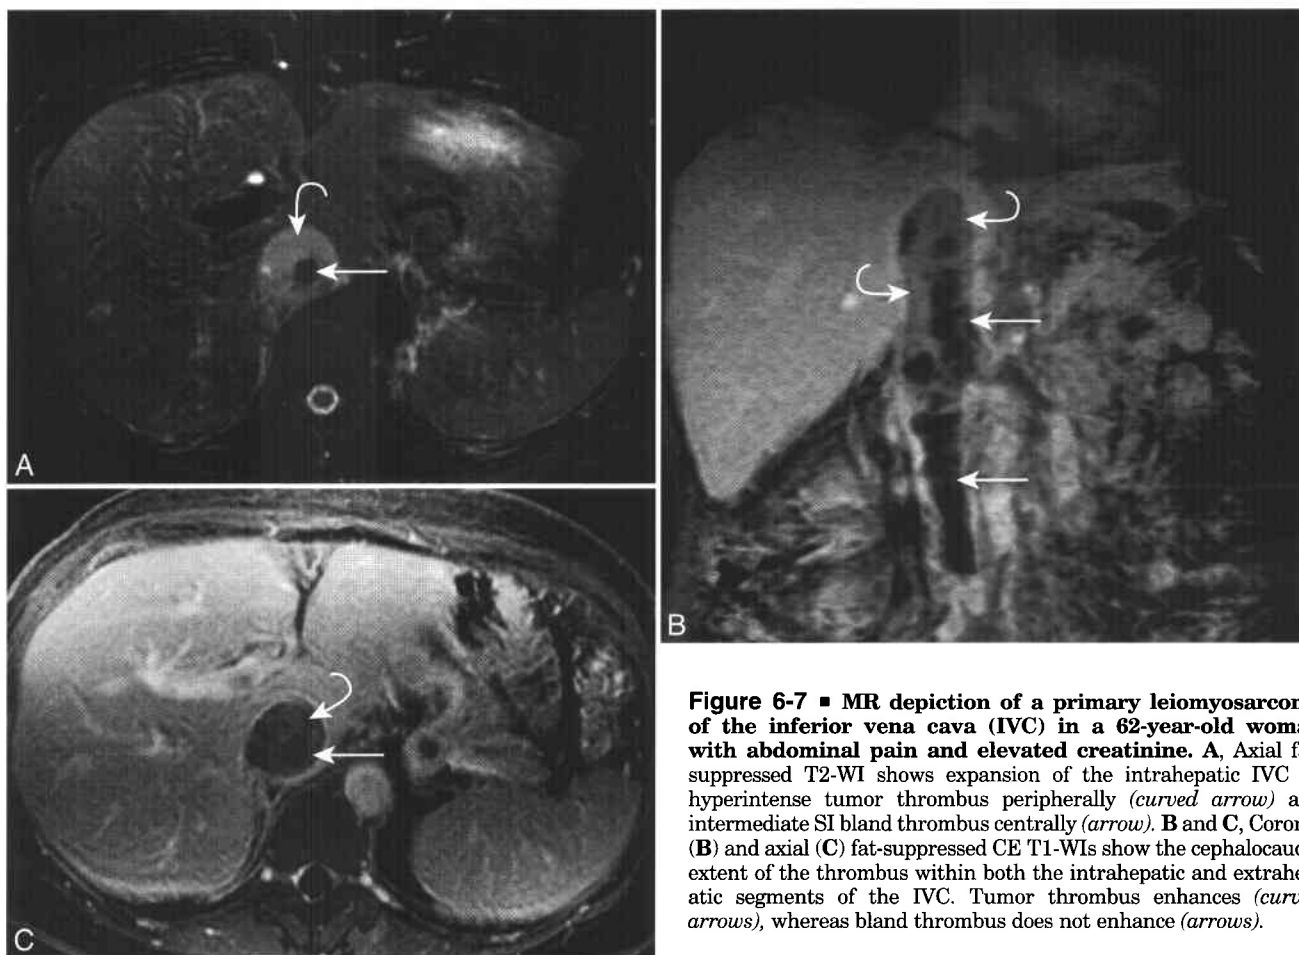 A
B
C
Figure 6-7 ■ MR depiction of a primary leiomyosarcom
of the inferior vena cava (IVC) in a 62-year-old woma
with abdominal pain and elevated creatinine. A, Axial f
suppressed T2-WI shows expansion of the intrahepatic IVC
hyperintense tumor thrombus peripherally (curved arrow) a
intermediate SI bland thrombus centrally (arrow). B and C, Coron
(B) and axial (C) fat-suppressed CE T1-WIs show the cephalocaud
extent of the thrombus within both the intrahepatic and extrahe
atic segments of the IVC. Tumor thrombus enhances (curv
arrows), whereas bland thrombus does not enhance (arrows).